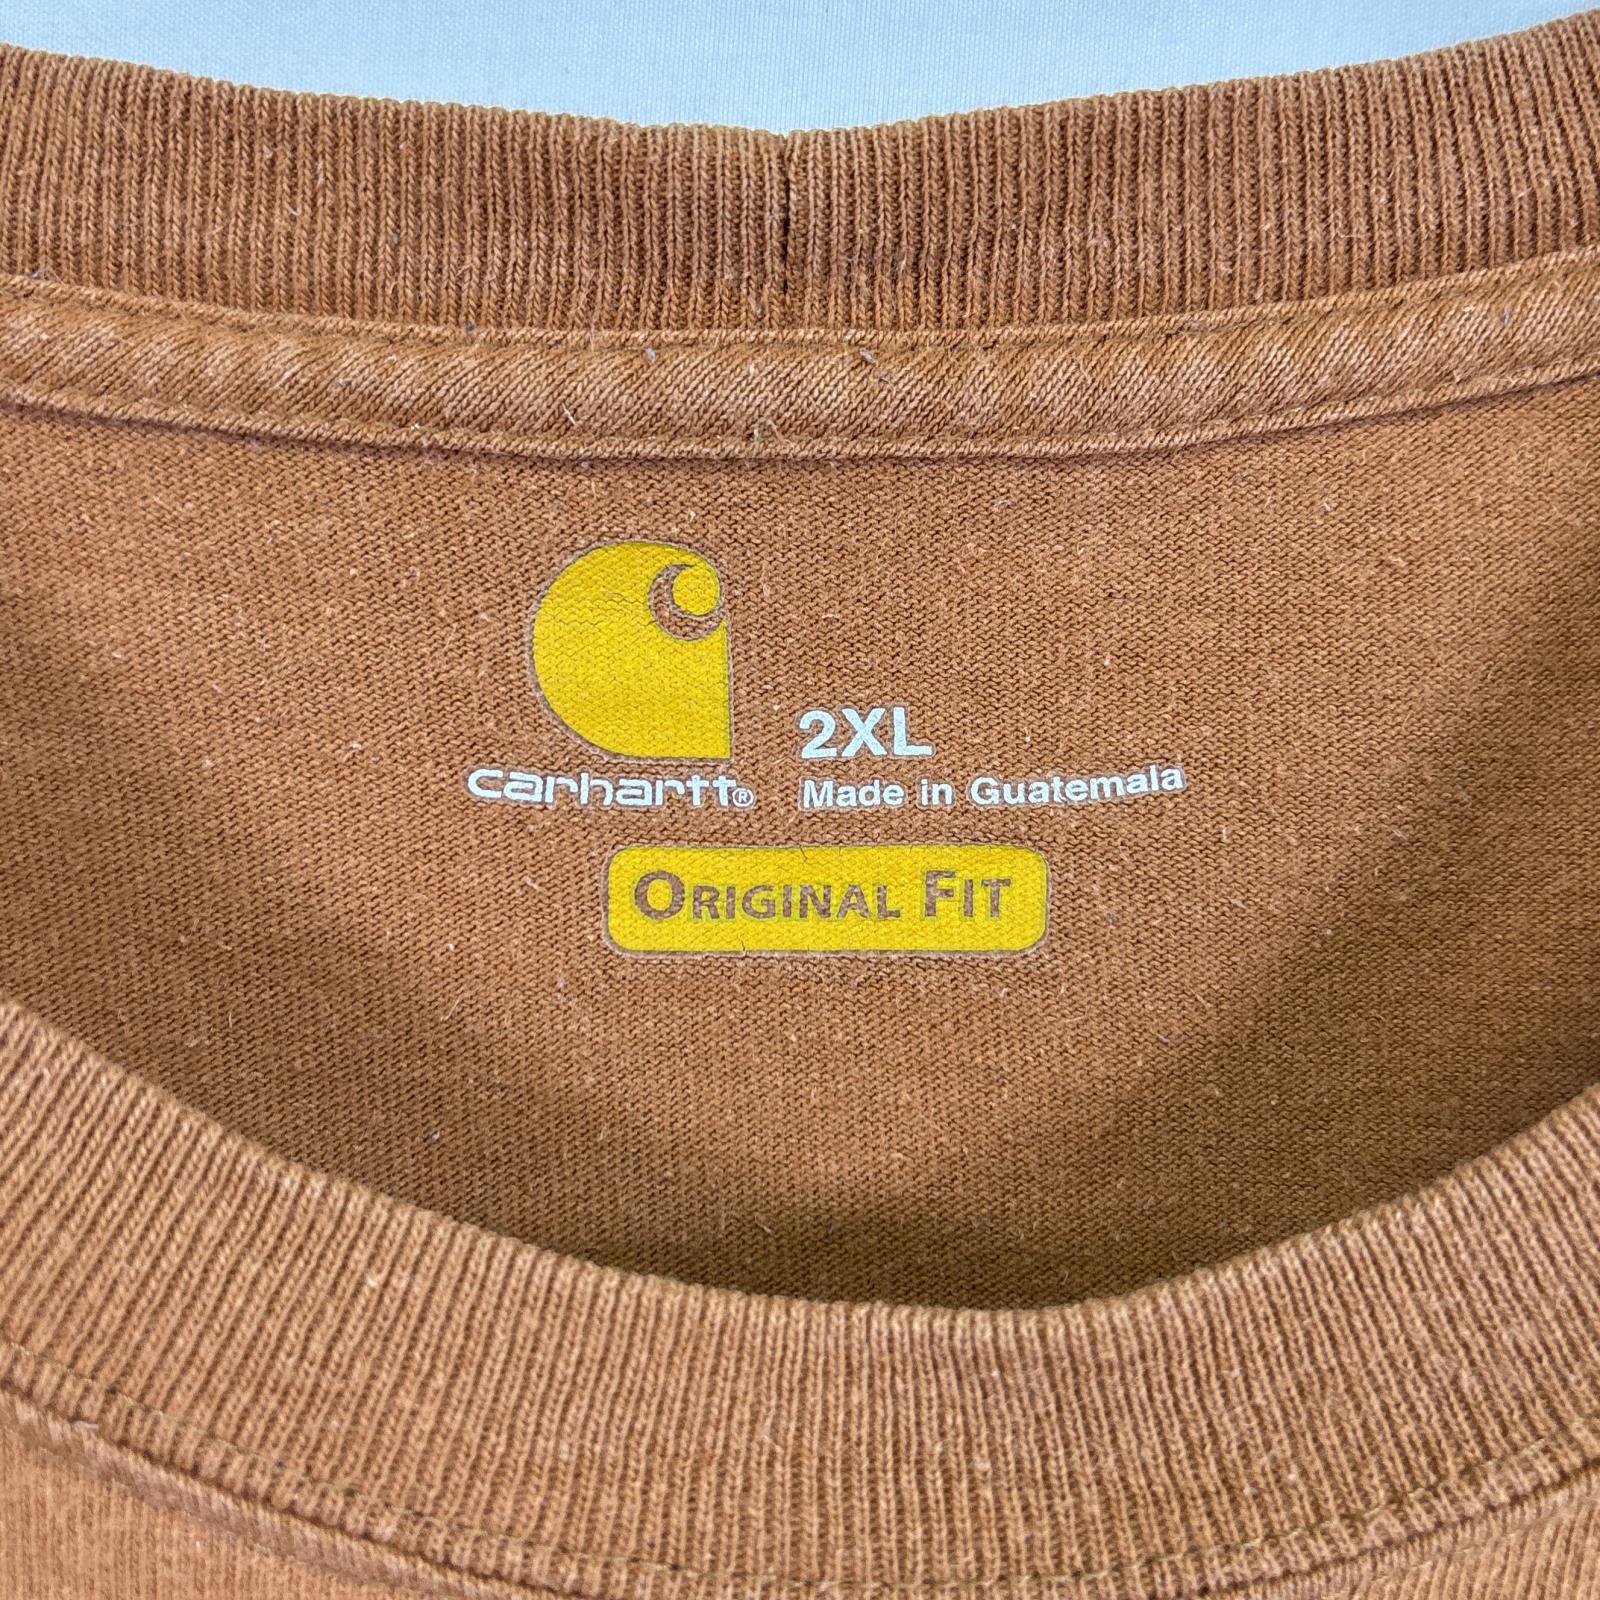 2XL
carhartt®
Made in Guatemala
ORIGINAL FIT